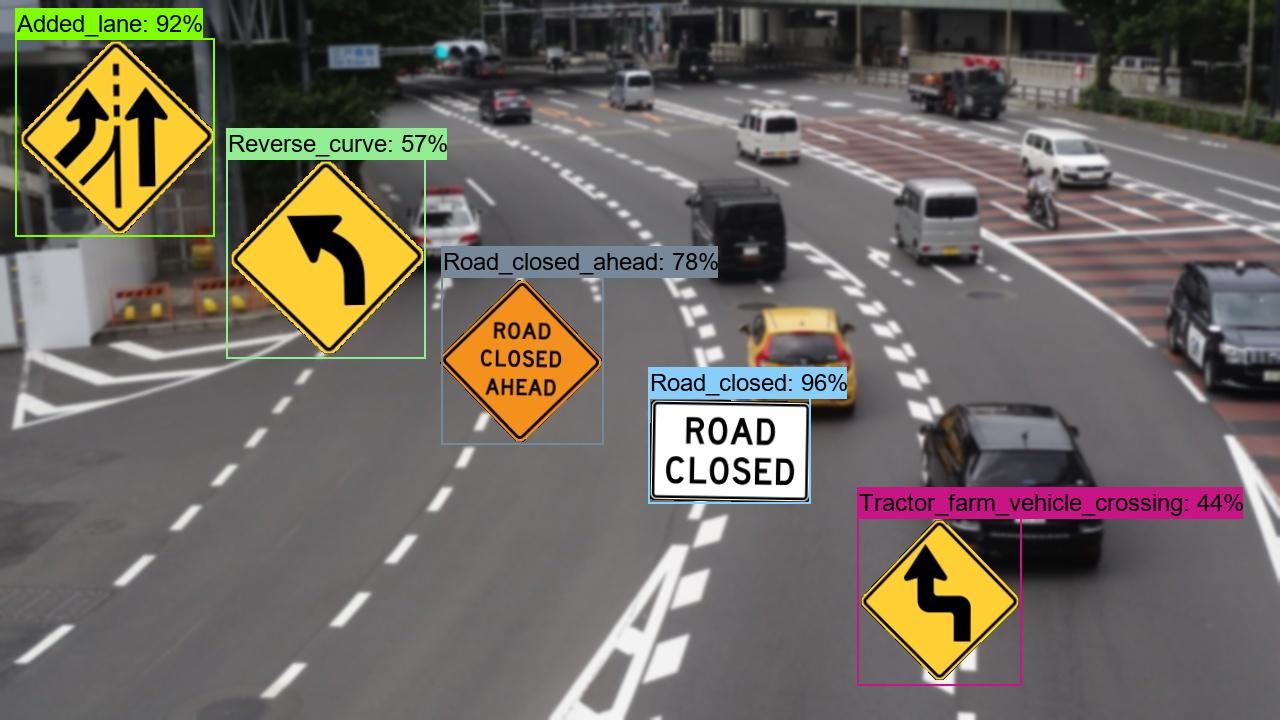 Added_lane: 92%
Reverse_curve: 57%
Road_closed_ahead: 78%
ROAD
CLOSED
AHEAD
Road_closed: 96%
ROAD
CLOSED
Tractor_farm_vehicle_crossing: 44%